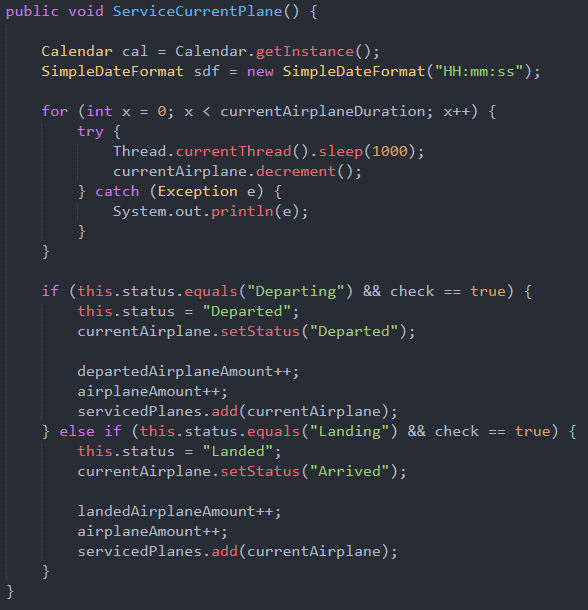 public void ServiceCurrentPlane() {

    Calendar cal = Calendar.getInstance();
    SimpleDateFormat sdf = new SimpleDateFormat("HH:mm:ss");

    for (int x = 0; x < currentAirplaneDuration; x++) {
        try {
            Thread.currentThread().sleep(1000);
            currentAirplane.decrement();
        } catch (Exception e) {
            System.out.println(e);
        }
    }

    if (this.status.equals("Departing") && check == true) {
        this.status = "Departed";
        currentAirplane.setStatus("Departed");

        departedAirplaneAmount++;
        airplaneAmount++;
        servicedPlanes.add(currentAirplane);
    } else if (this.status.equals("Landing") && check == true) {
        this.status = "Landed";
        currentAirplane.setStatus("Arrived");

        landedAirplaneAmount++;
        airplaneAmount++;
        servicedPlanes.add(currentAirplane);
    }
}